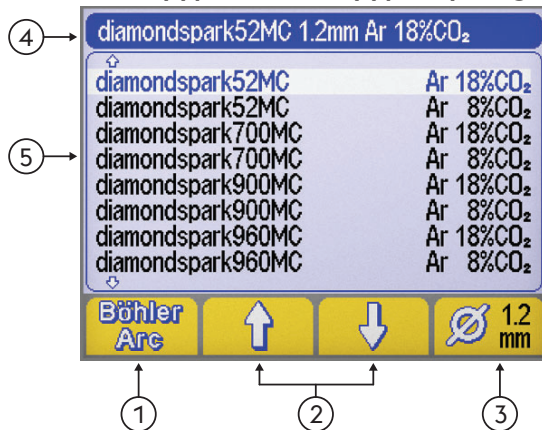 diamondspark52MC 1.2mm Ar 18%CO₂
diamondspark52MC Ar 18%CO₂
diamondspark52MC Ar 8%CO₂
diamondspark700MC Ar 18%CO₂
diamondspark700MC Ar 8%CO₂
diamondspark900MC Ar 18%CO₂
diamondspark900MC Ar 8%CO₂
diamondspark960MC Ar 18%CO₂
diamondspark960MC Ar 8%CO₂
Böhler
Arc
Ø 1.2
mm
4
5
1
2
3